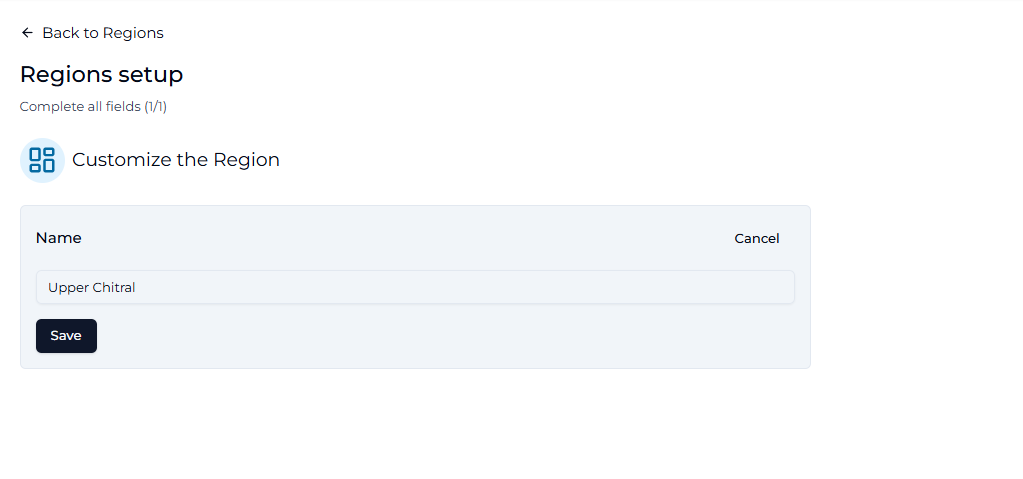 Back to Regions
Regions setup
Complete all fields (1/1)
Customize the Region
Name
Cancel
Upper Chitral
Save